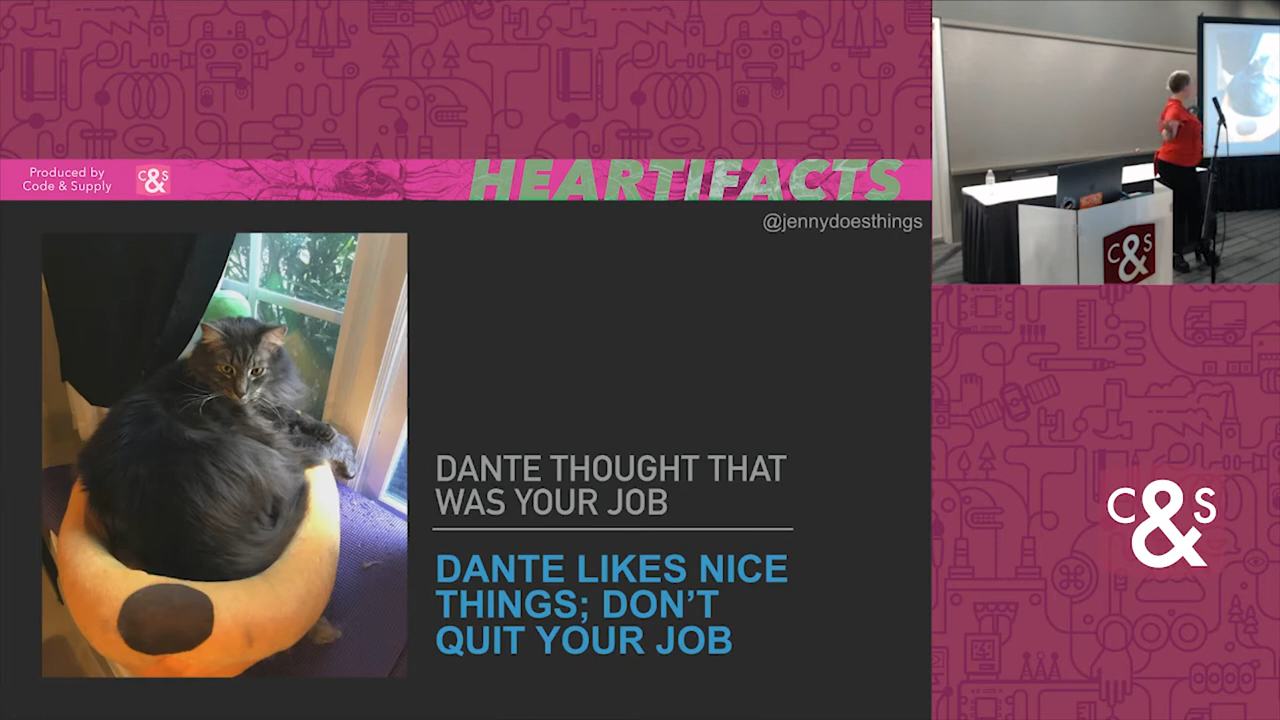 Produced by
Code & Supply
C&S
HEARTIFACTS
@jennydoesthings
DANTE THOUGHT THAT
WAS YOUR JOB
DANTE LIKES NICE
THINGS; DON’T
QUIT YOUR JOB
C&S
C&S